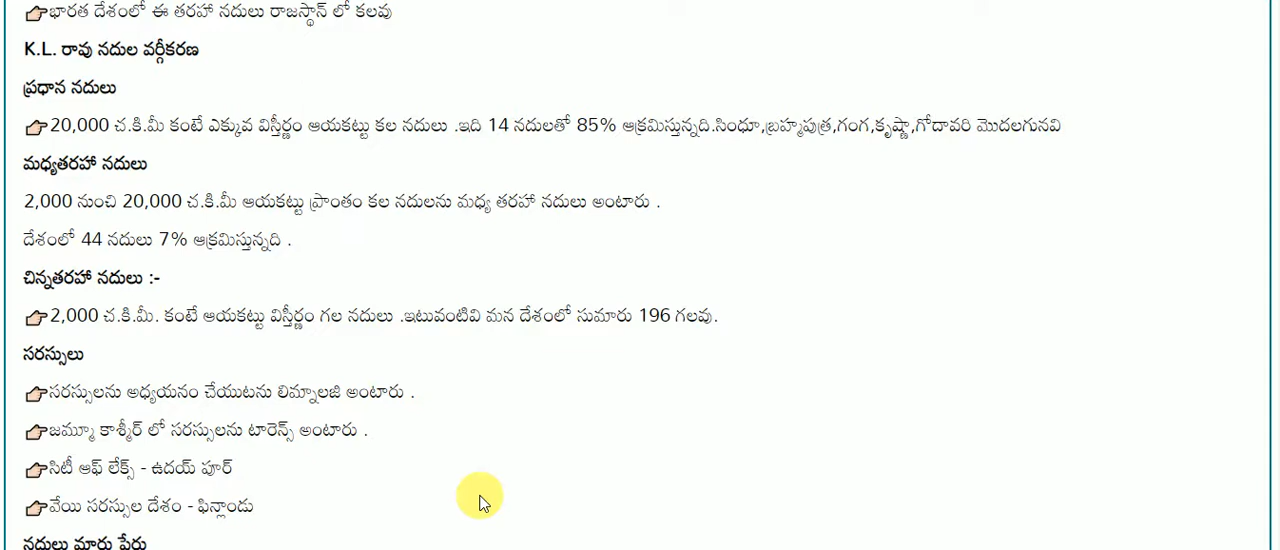 👉భారత దేశంలో ఈ తరహా నదులు రాజస్థాన్ లో కలవు
K.L. రావు నదుల వర్గీకరణ
ప్రధాన నదులు
👉20,000 చ.కి.మీ కంటే ఎక్కువ విస్తీర్ణం ఆయకట్టు కల నదులు .ఇది 14 నదులతో 85% ఆక్రమిస్తున్నది.సింధూ,బ్రహ్మపుత్ర,గంగ,కృష్ణా,గోదావరి మొదలగునవి
మధ్యతరహా నదులు
2,000 నుంచి 20,000 చ.కి.మీ ఆయకట్టు ప్రాంతం కల నదులను మధ్య తరహా నదులు అంటారు .
దేశంలో 44 నదులు 7% ఆక్రమిస్తున్నది .
చిన్నతరహా నదులు :-
👉2,000 చ.కి.మీ. కంటే ఆయకట్టు విస్తీర్ణం గల నదులు .ఇటువంటివి మన దేశంలో సుమారు 196 గలవు.
సరస్సులు
👉సరస్సులను అధ్యయనం చేయుటను లిమ్నాలజి అంటారు .
👉జమ్మూ కాశ్మీర్ లో సరస్సులను టారెన్స్ అంటారు .
👉సిటీ ఆఫ్ లేక్స్ - ఉదయ్ పూర్
👉వేయి సరస్సుల దేశం - ఫిన్లాండు
నదులు మారు పేరు